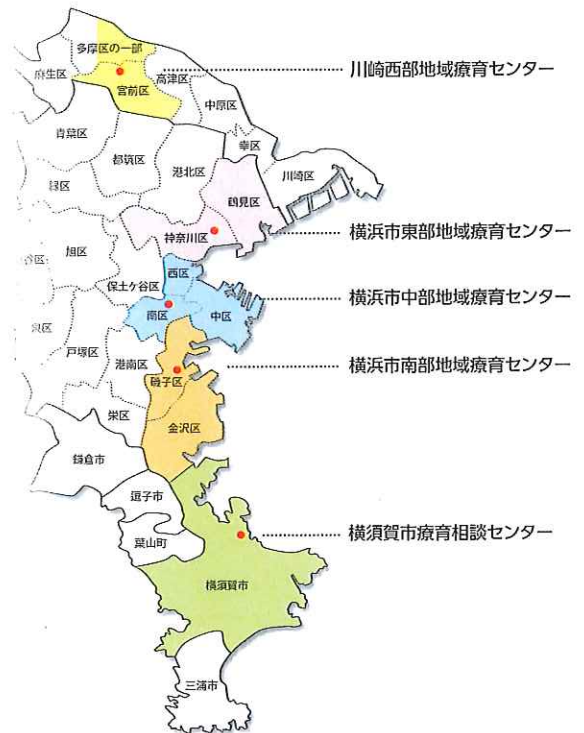 多摩区の一部
麻生区
高津区
宮前区
中原区
川崎西部地域療育センター
青葉区
都筑区
港北区
幸区
川崎区
緑区
鶴見区
神奈川区
横浜市東部地域療育センター
旭区
保土ケ谷区
西区
南区
中区
横浜市中部地域療育センター
戸塚区
港南区
磯子区
横浜市南部地域療育センター
栄区
金沢区
鎌倉市
逗子市
葉山町
横須賀市療育相談センター
横須賀市
三浦市